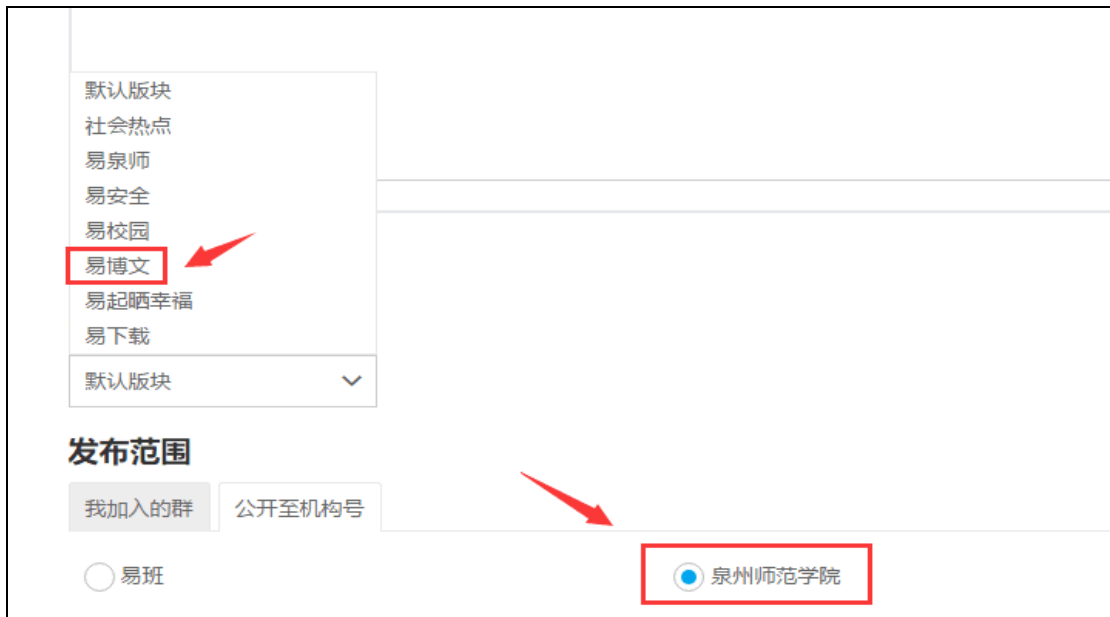 默认版块
社会热点
易泉师
易安全
易校园
易博文
易起晒幸福
易下载
默认版块
发布范围
我加入的群 公开至机构号
易班 泉州师范学院